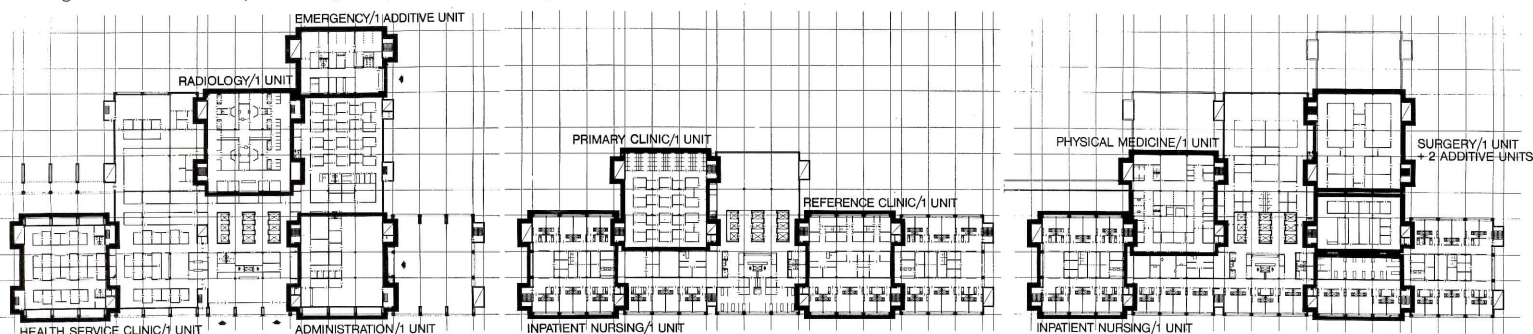 EMERGENCY/1 ADDITIVE UNIT
RADIOLOGY/1 UNIT
HEALTH SERVICE CLINIC/1 UNIT
ADMINISTRATION/1 UNIT
PRIMARY CLINIC/1 UNIT
REFERENCE CLINIC/1 UNIT
INPATIENT NURSING/1 UNIT
PHYSICAL MEDICINE/1 UNIT
SURGERY/1 UNIT
+ 2 ADDITIVE UNITS
INPATIENT NURSING/1 UNIT